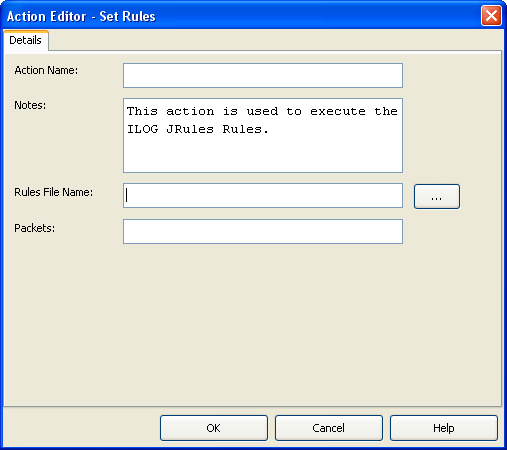 Action Editor - Set Rules
Details
Action Name:
Notes:
This action is used to execute the
ILOG JRules Rules.
Rules File Name:
...
Packets:
OK
Cancel
Help